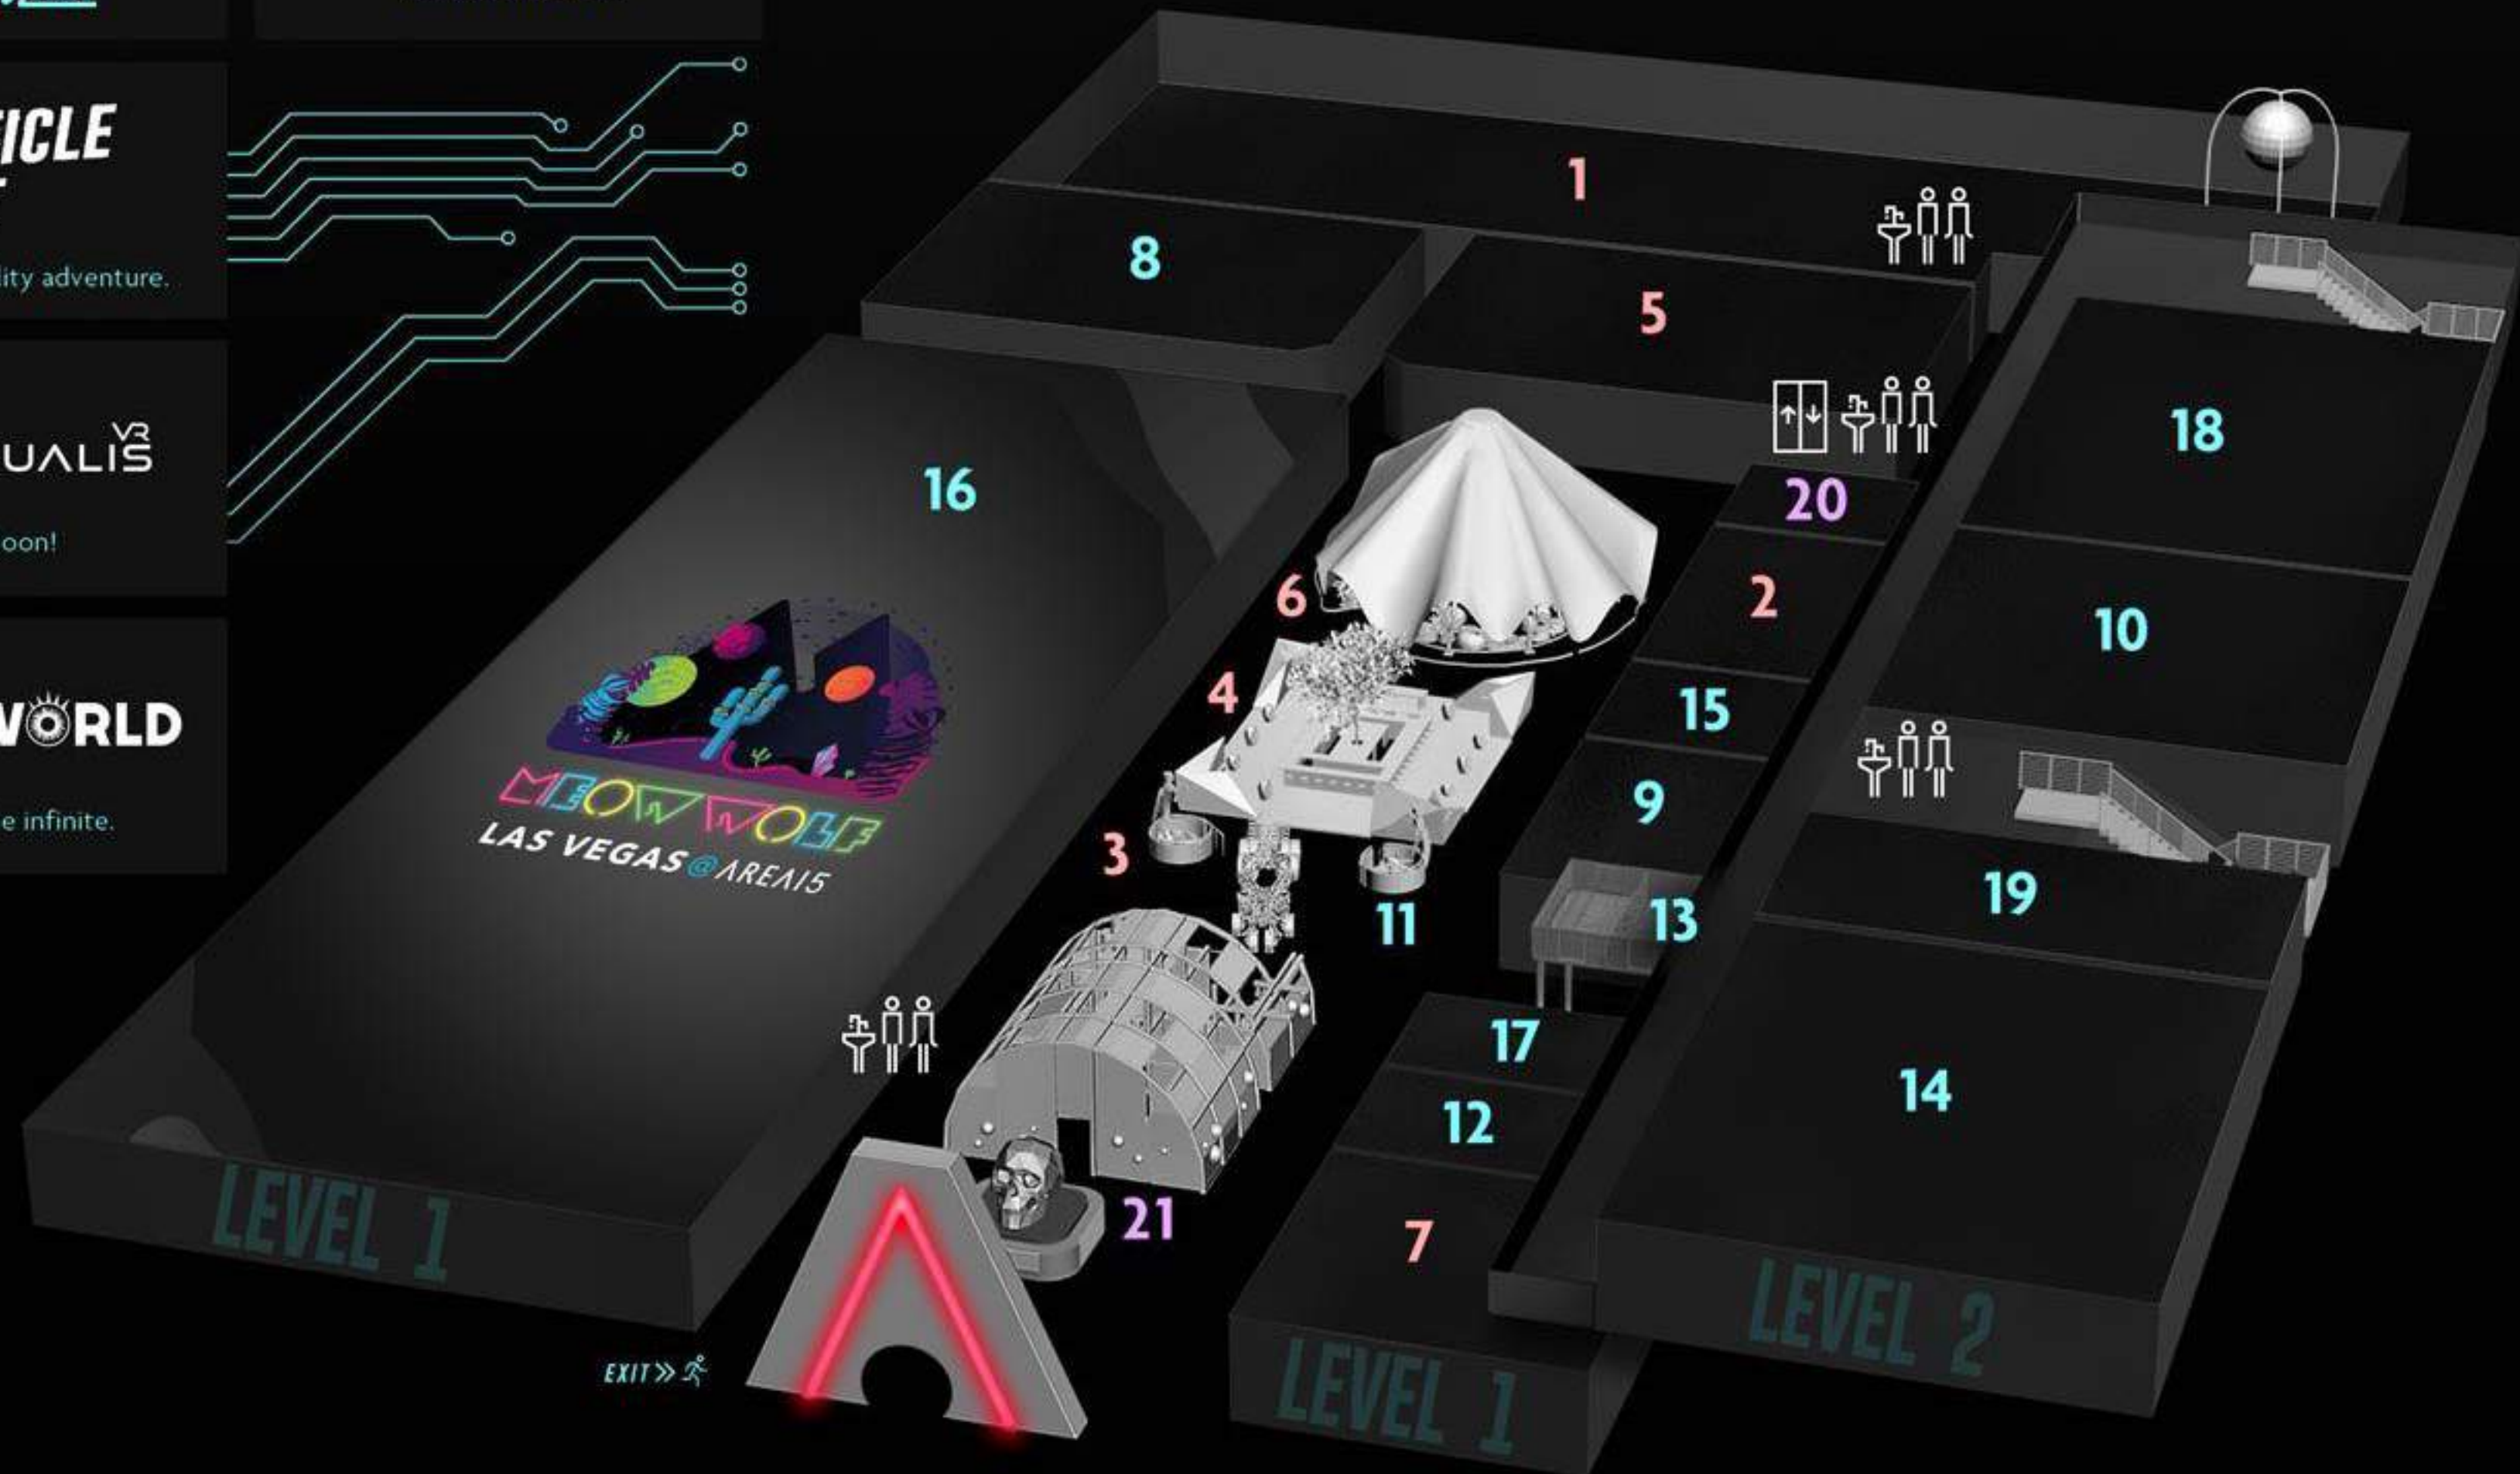 ICLE
lity adventure.
VR
UALIS
oon!
WORLD
e infinite.
1
8
5
18
16
20
6
2
10
4
15
9
3
13
11
19
MEOW WOLF
LAS VEGAS @ AREA15
17
14
12
21
7
LEVEL 1
LEVEL 2
LEVEL 1
EXIT >>